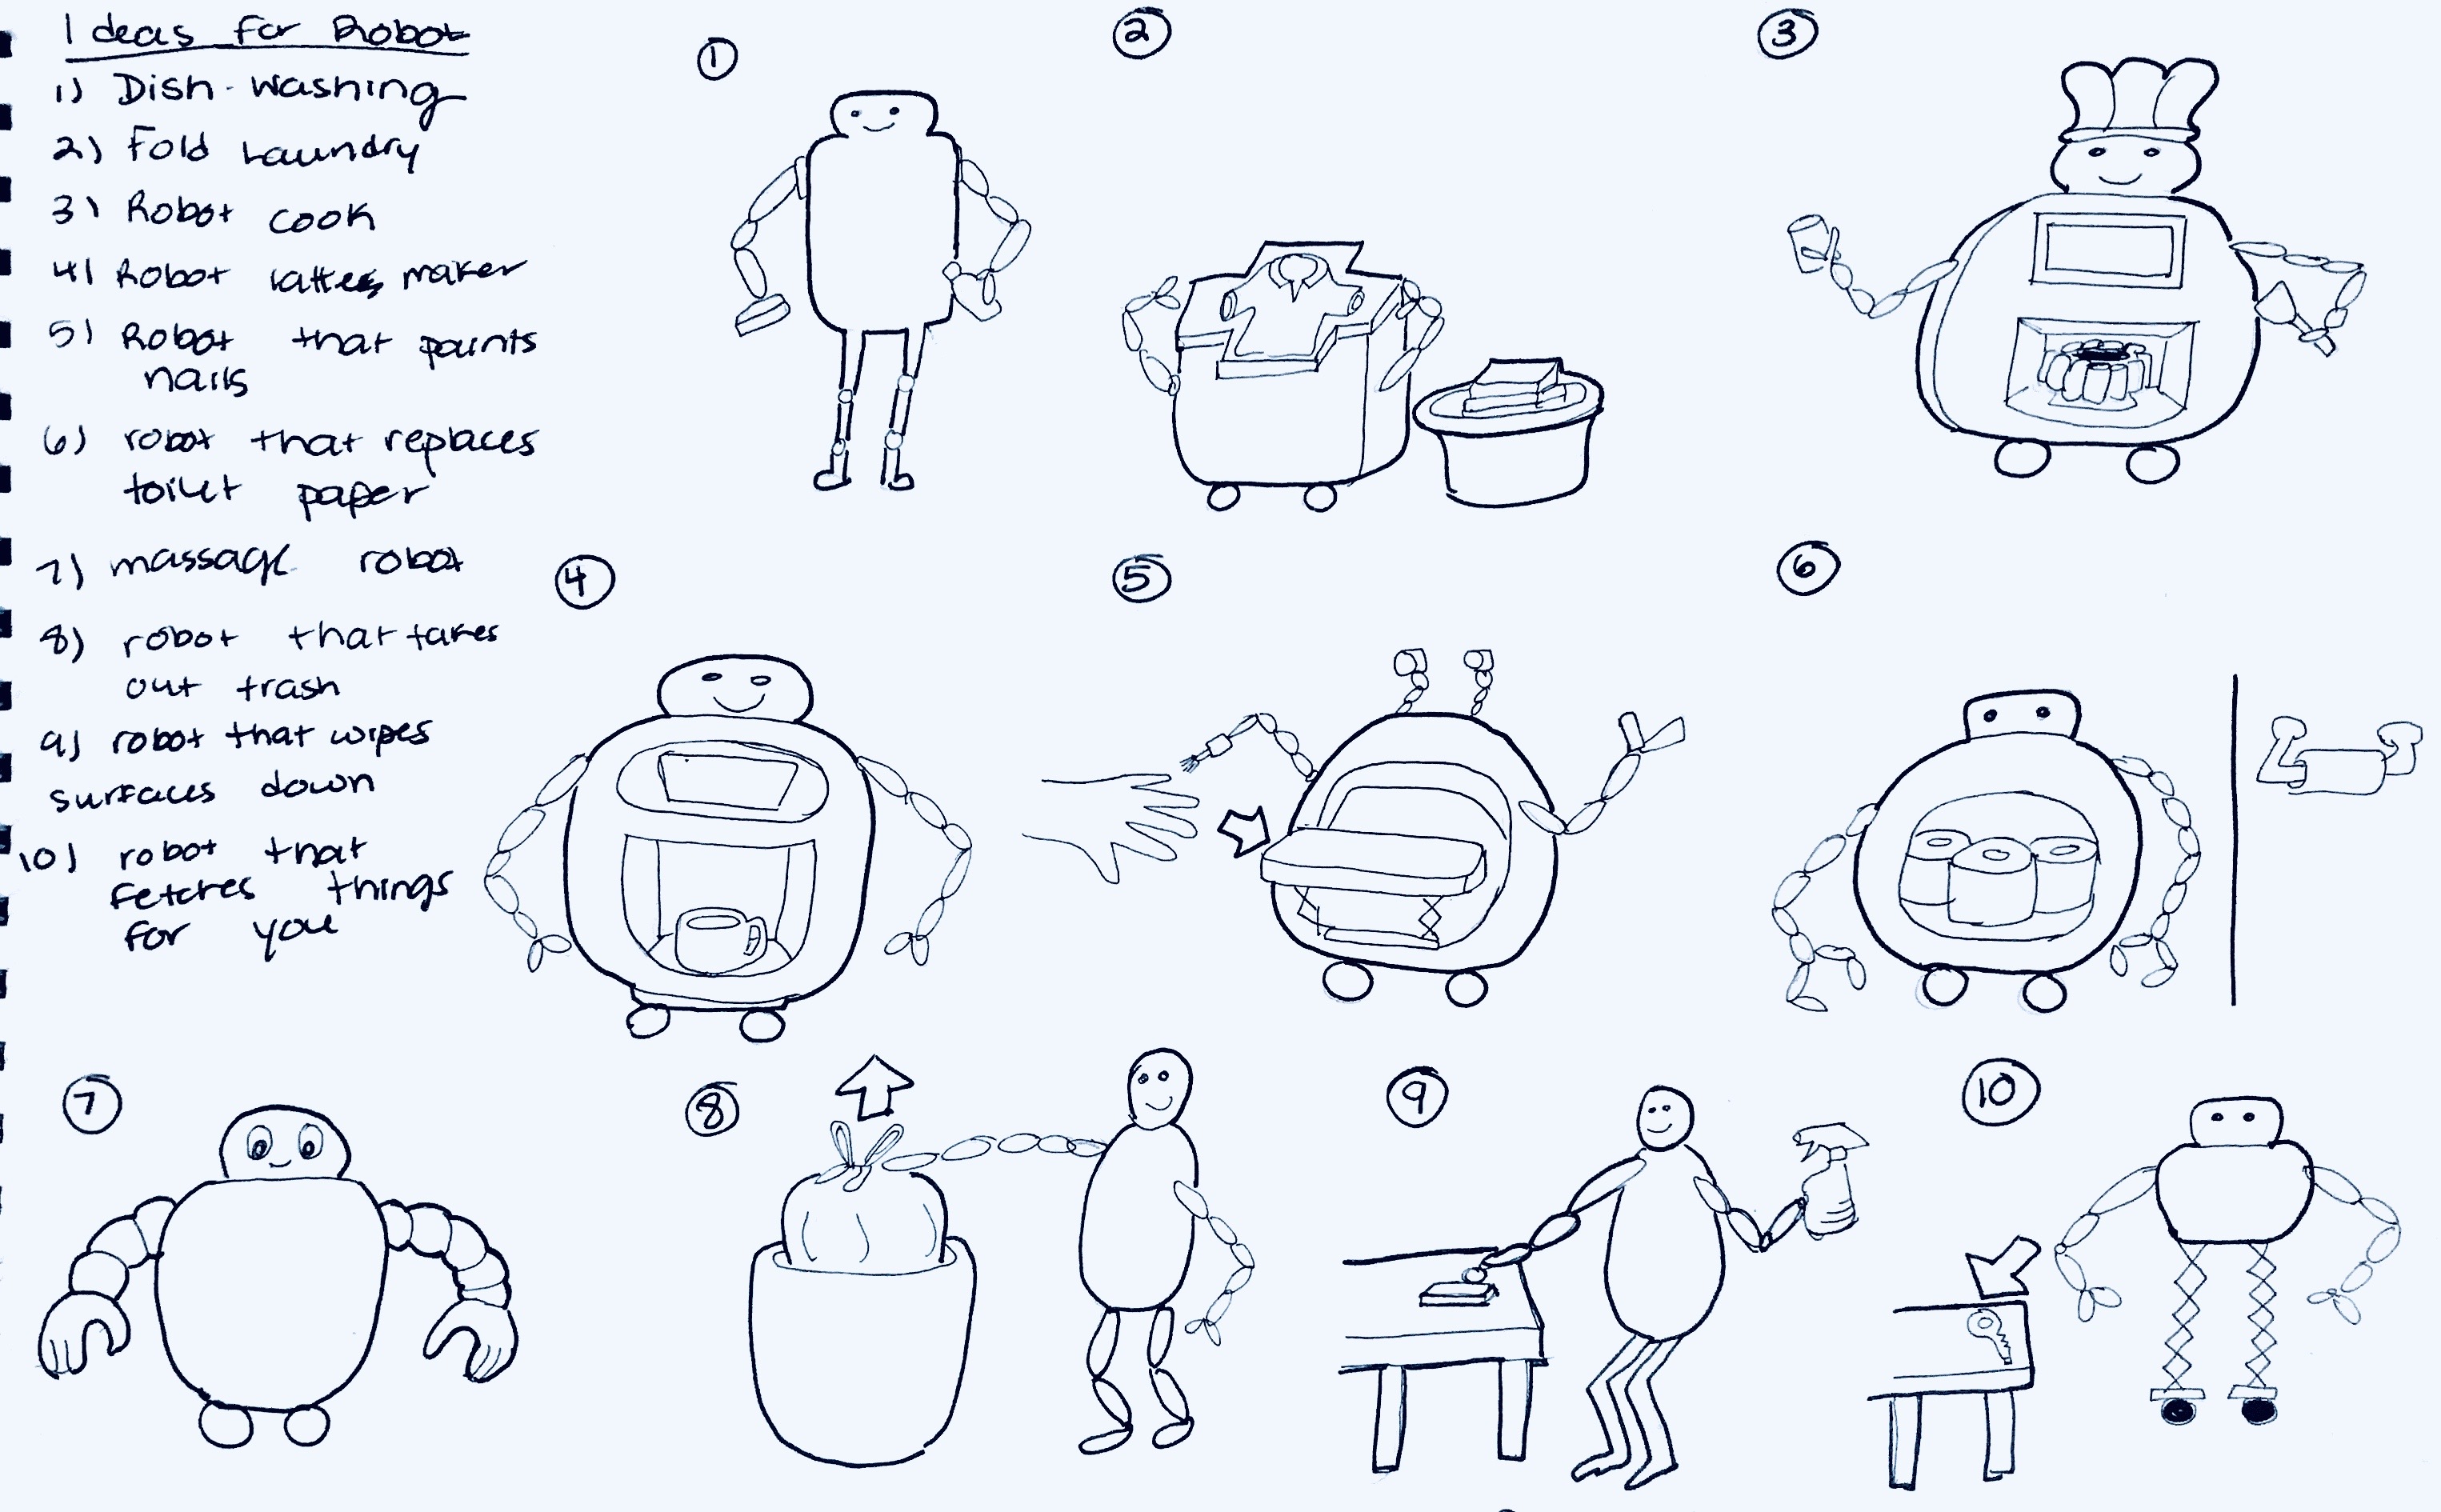 Ideas for Robot
1) Dish-washing
2) Fold Laundry
3) Robot cook
4) Robot lattes maker
5) Robot that paints
nails
6) robot that replaces
toilet paper
7) massage robot
8) robot that takes
out trash
9) robot that wipes
surfaces down
10) robot that
fetches things
for you
1
2
3
4
5
6
7
8
9
10